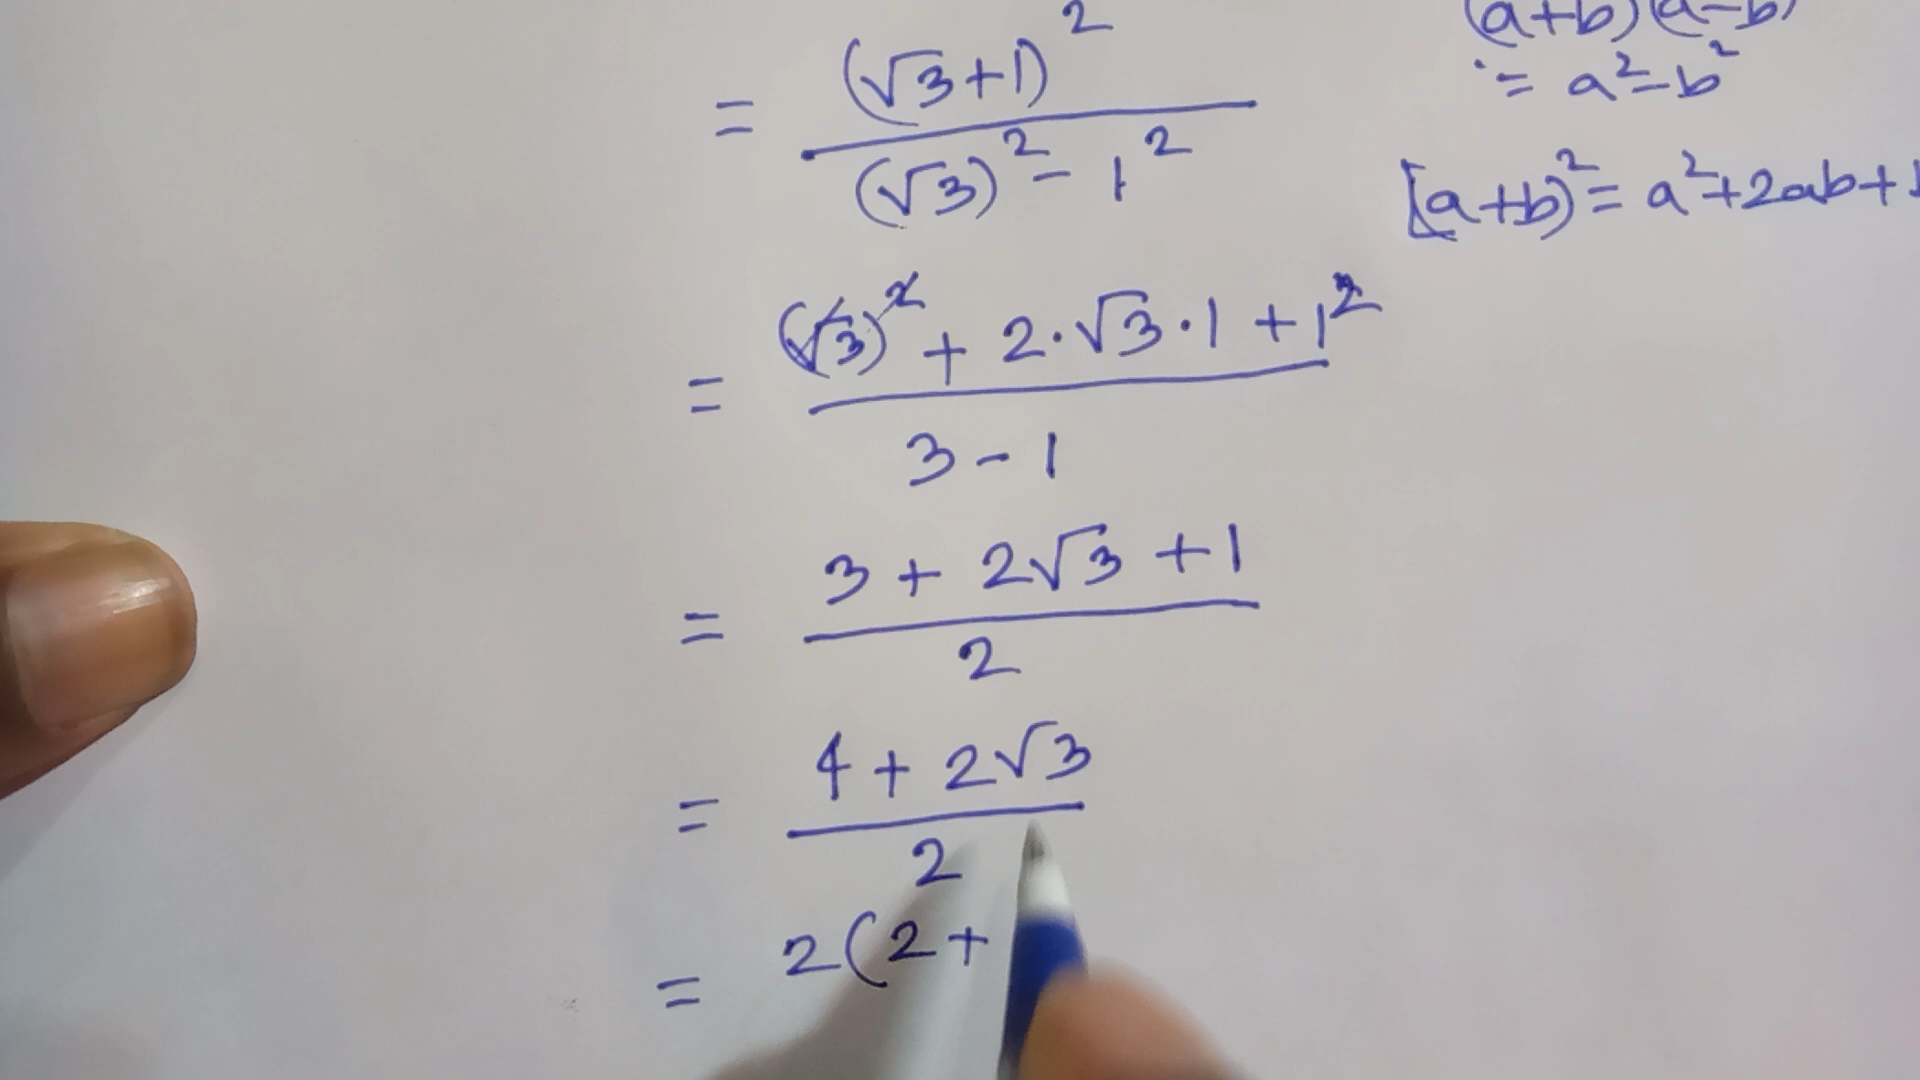 (a+b)(a-b)
= a²-b²
[(a+b)²= a²+2ab+
= (√3+1)²
(√3)² - 1²
= (√3)² + 2·√3·1 +1²
3-1
= 3 + 2√3 +1
2
= 4 + 2√3
2
= 2(2+